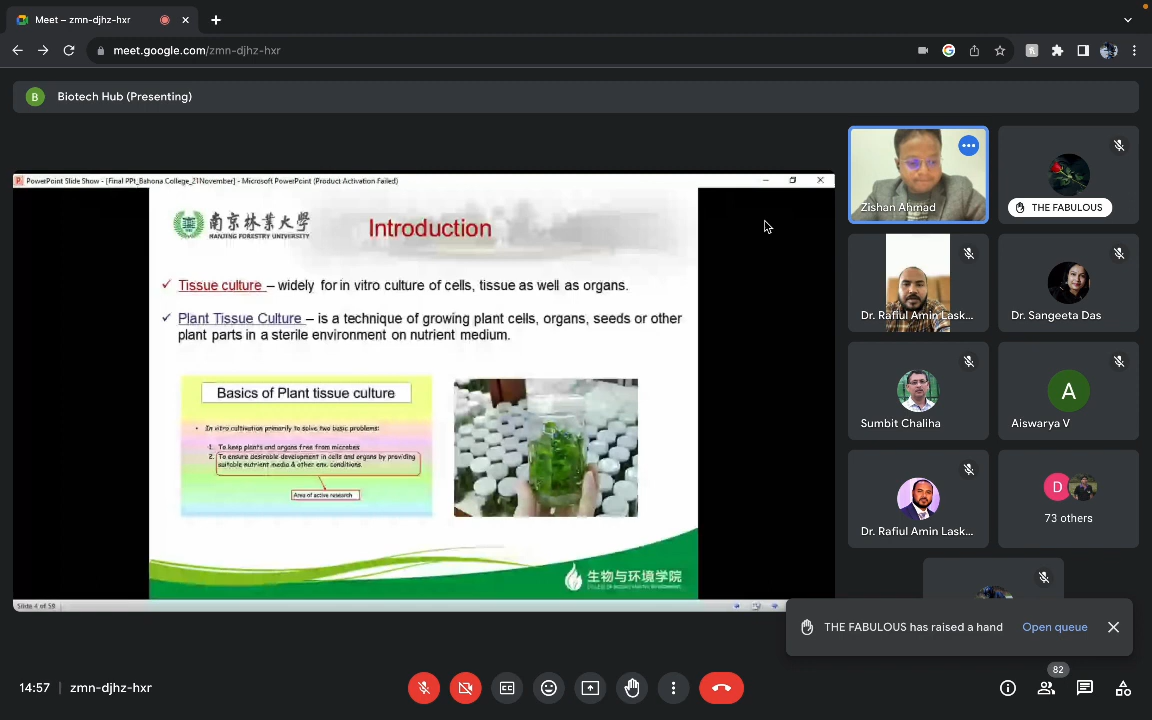 Meet – zmn-djhz-hxr
meet.google.com/zmn-djhz-hxr
B
Biotech Hub (Presenting)
PowerPoint Slide Show - [Final PPt_Bahona College_21November] - Microsoft PowerPoint (Product Activation Failed)
南京林業大學
NANJING FORESTRY UNIVERSITY
Introduction
✓ Tissue culture – widely for in vitro culture of cells, tissue as well as organs.
✓ Plant Tissue Culture – is a technique of growing plant cells, organs, seeds or other
plant parts in a sterile environment on nutrient medium.
Basics of Plant tissue culture
• In vitro cultivation primarily to solve two basic problems:
1. To keep plants and organs free from microbes
2. To ensure desirable development in cells and organs by providing
suitable nutrient media & other env. conditions.
Area of active research
生物与环境学院
Slide 4 of 59
Zishan Ahmad
THE FABULOUS
Dr. Rafiul Amin Lask...
Dr. Sangeeta Das
Sumbit Chaliha
A
Aiswarya V
Dr. Rafiul Amin Lask...
D
73 others
THE FABULOUS has raised a hand
Open queue
14:57 | zmn-djhz-hxr
82